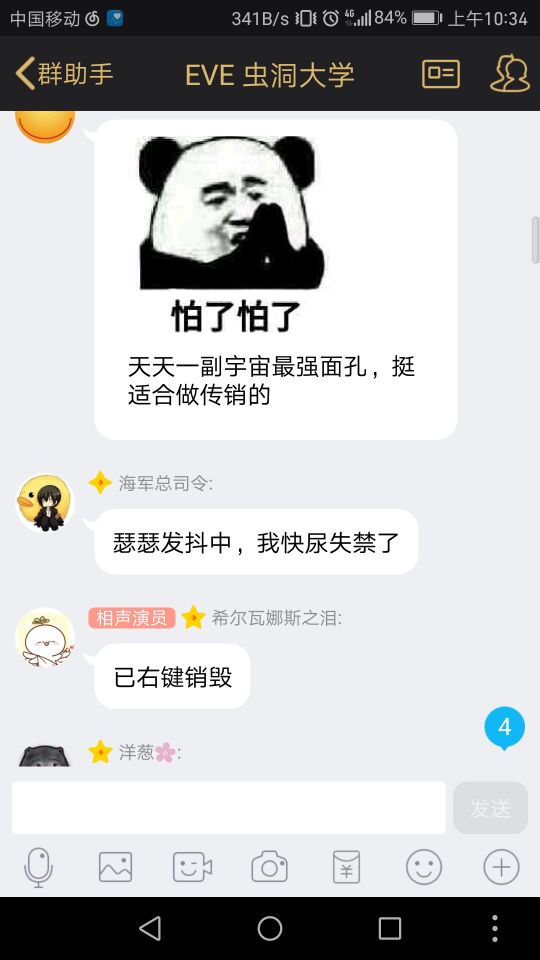 中国移动
341B/s 4G 84% 上午10:34
群助手
EVE 虫洞大学
怕了怕了
天天一副宇宙最强面孔，挺
适合做传销的
海军总司令:
瑟瑟发抖中，我快尿失禁了
相声演员 希尔瓦娜斯之泪:
已右键销毁
4
洋葱🌸:
发送